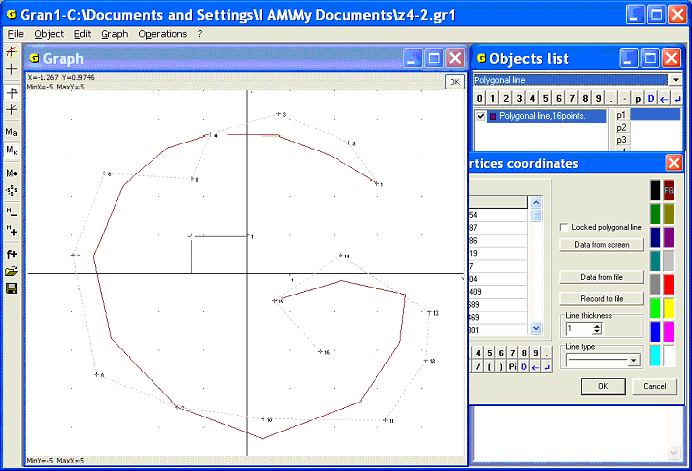 Gran1-C:\Documents and Settings\I AM\My Documents\z4-2.gr1
File Object Edit Graph Operations ?
Graph
X=-1.267 Y=0.9746
MinX=-5 MaxY=5
OK
MinY=-5 MaxX=5
Objects list
Polygonal line
0 1 2 3 4 5 6 7 8 9 . - p D
Polygonal line,16points.
p1
p2
p3
rtices coordinates
54
87
86
19
7
04
409
689
469
801
4 5 6 7 8 9 .
/ ( ) Pi D
Locked polygonal line
Data from screen
Data from file
Record to file
Line thickness
1
Line type
OK Cancel
FG
Ma
Mк
M
H
H
f+
3
4
2
1
1
14
13
15
16
12
8
10
11